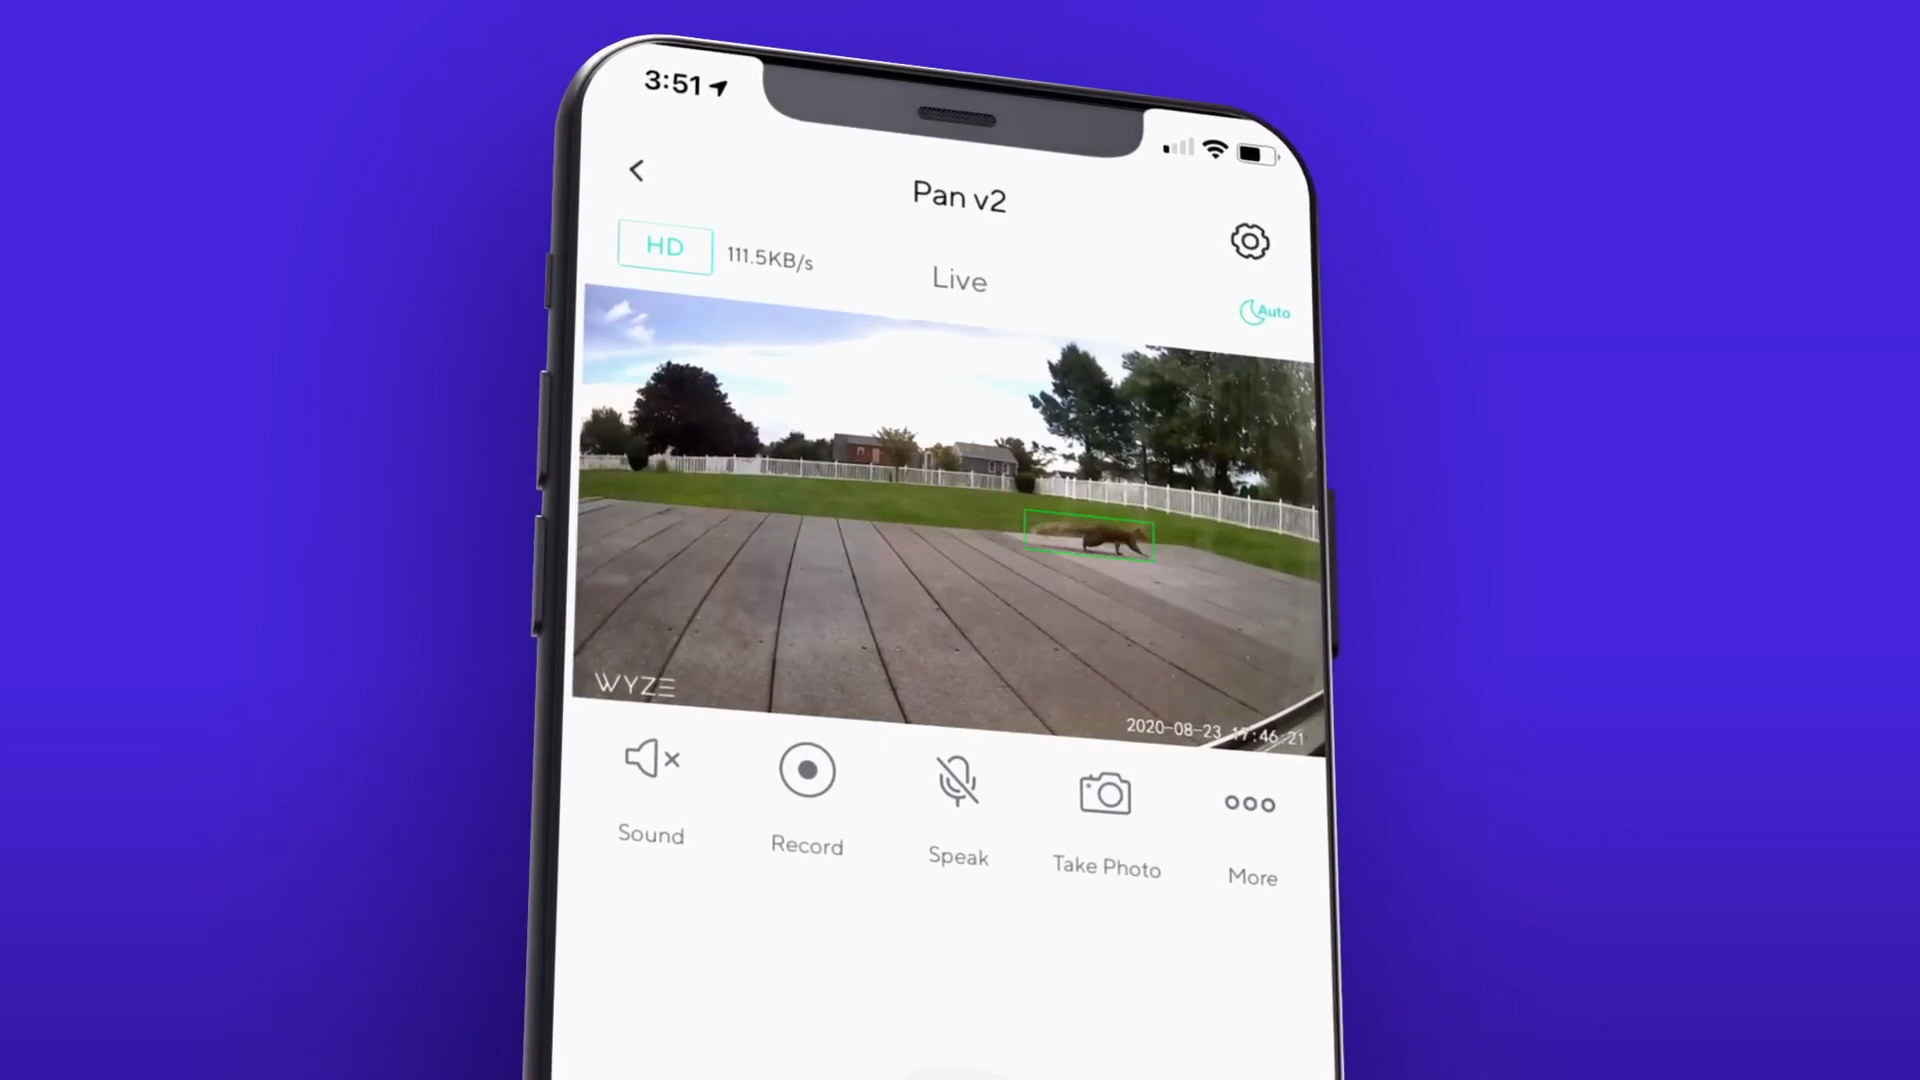 3:51
Pan v2
HD
111.5KB/s
Live
Auto
WYZE
2020-08-23 17:46:21
Sound
Record
Speak
Take Photo
More